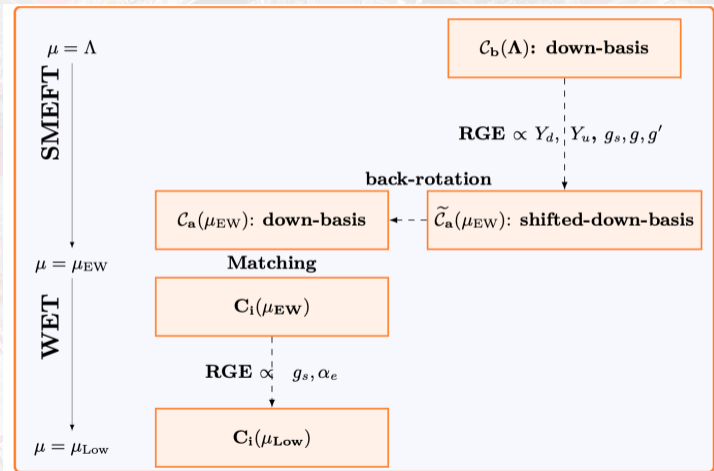 μ = Λ
𝒞_b(Λ): down-basis
SMEFT
RGE ∝ Y_d, Y_u, g_s, g, g′
back-rotation
𝒞_a(μ_EW): down-basis
𝒞̃_a(μ_EW): shifted-down-basis
μ = μ_EW
Matching
C_i(μ_EW)
WET
RGE ∝ g_s, α_e
C_i(μ_Low)
μ = μ_Low